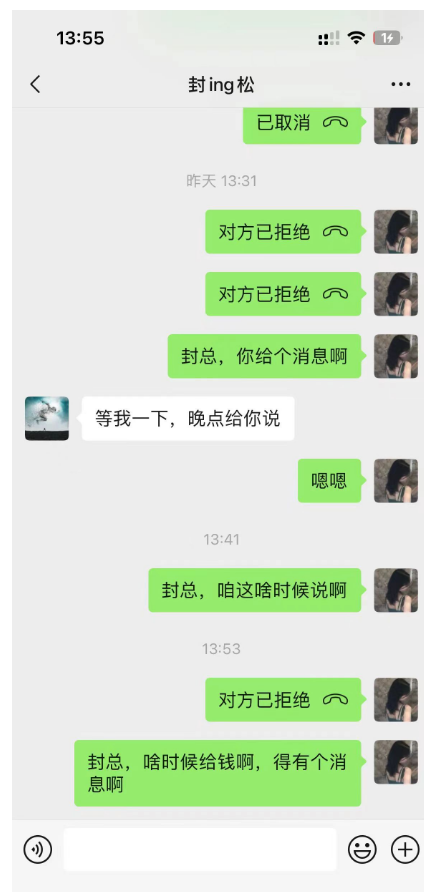 13:55
封ing松
已取消
昨天 13:31
对方已拒绝
对方已拒绝
封总，你给个消息啊
等我一下，晚点给你说
嗯嗯
13:41
封总，咱这啥时候说啊
13:53
对方已拒绝
封总，啥时候给钱啊，得有个消
息啊